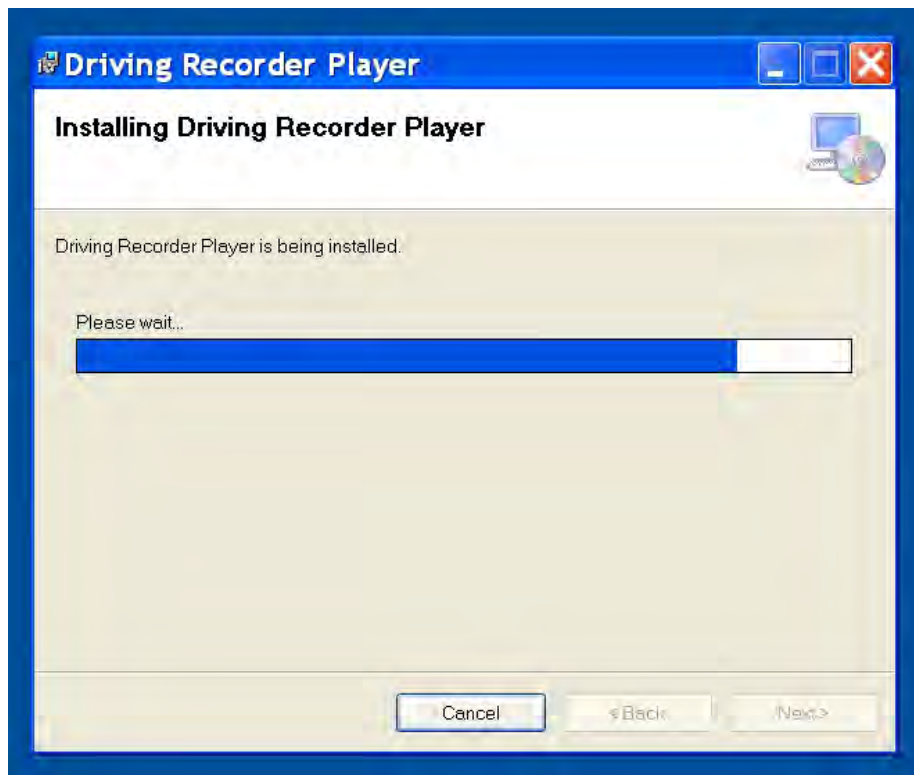 Driving Recorder Player
Installing Driving Recorder Player
Driving Recorder Player is being installed.
Please wait...
Cancel
< Back
Next >